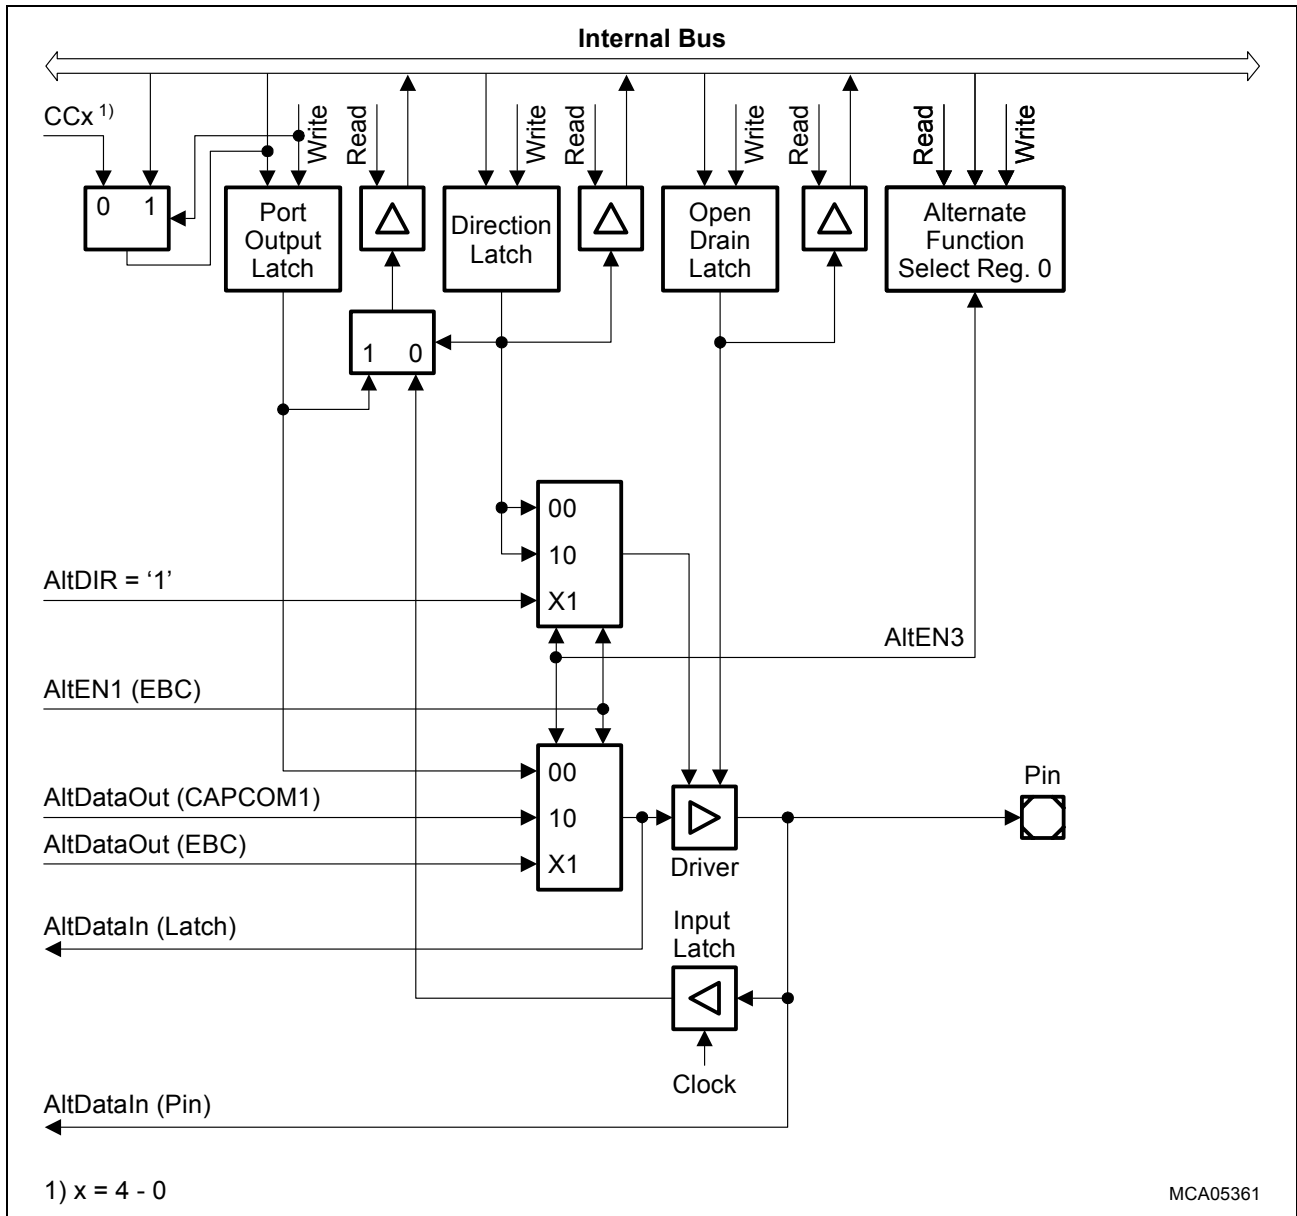 Internal Bus
CCx 1)
Write
Read
Write
Read
Write
Read
Read
Write
0 1
Port
Output
Latch
Direction
Latch
Open
Drain
Latch
Alternate
Function
Select Reg. 0
1 0
00
10
X1
AltDIR = ‘1’
AltEN3
AltEN1 (EBC)
00
10
X1
AltDataOut (CAPCOM1)
AltDataOut (EBC)
Driver
Pin
AltDataIn (Latch)
Input
Latch
Clock
AltDataIn (Pin)
1) x = 4 - 0
MCA05361